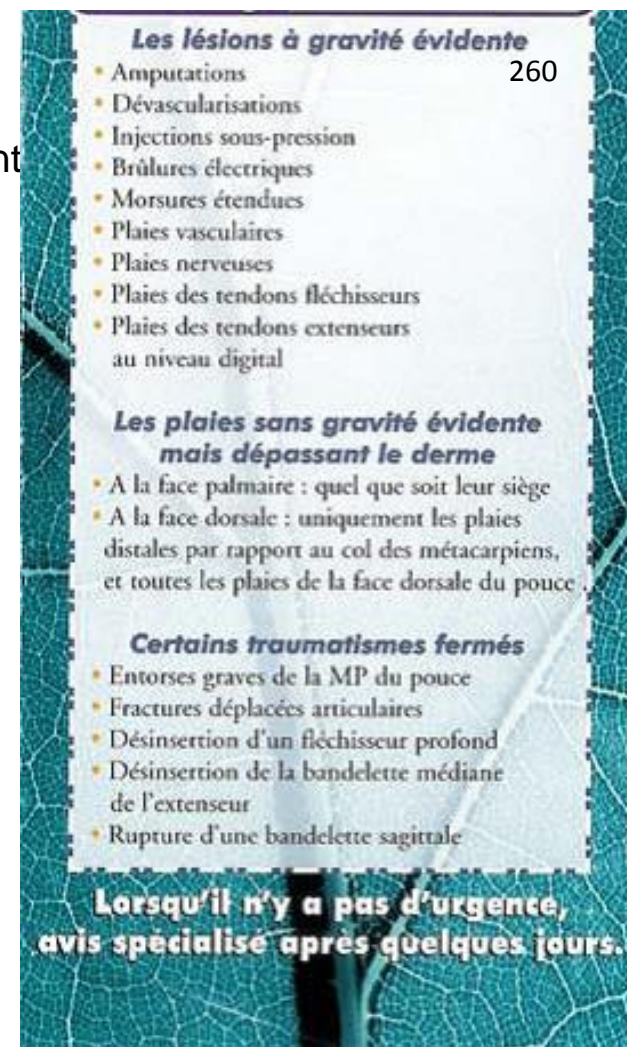 Les lésions à gravité évidente
• Amputations 260
• Dévascularisations
• Injections sous-pression
nt
• Brûlures électriques
• Morsures étendues
• Plaies vasculaires
• Plaies nerveuses
• Plaies des tendons fléchisseurs
• Plaies des tendons extenseurs
au niveau digital
Les plaies sans gravité évidente
mais dépassant le derme
• A la face palmaire : quel que soit leur siège
• A la face dorsale : uniquement les plaies
distales par rapport au col des métacarpiens,
et toutes les plaies de la face dorsale du pouce .
Certains traumatismes fermés
• Entorses graves de la MP du pouce
• Fractures déplacées articulaires
• Désinsertion d'un fléchisseur profond
• Désinsertion de la bandelette médiane
de l'extenseur
• Rupture d'une bandelette sagittale
Lorsqu'il n'y a pas d'urgence,
avis spécialisé après quelques jours.